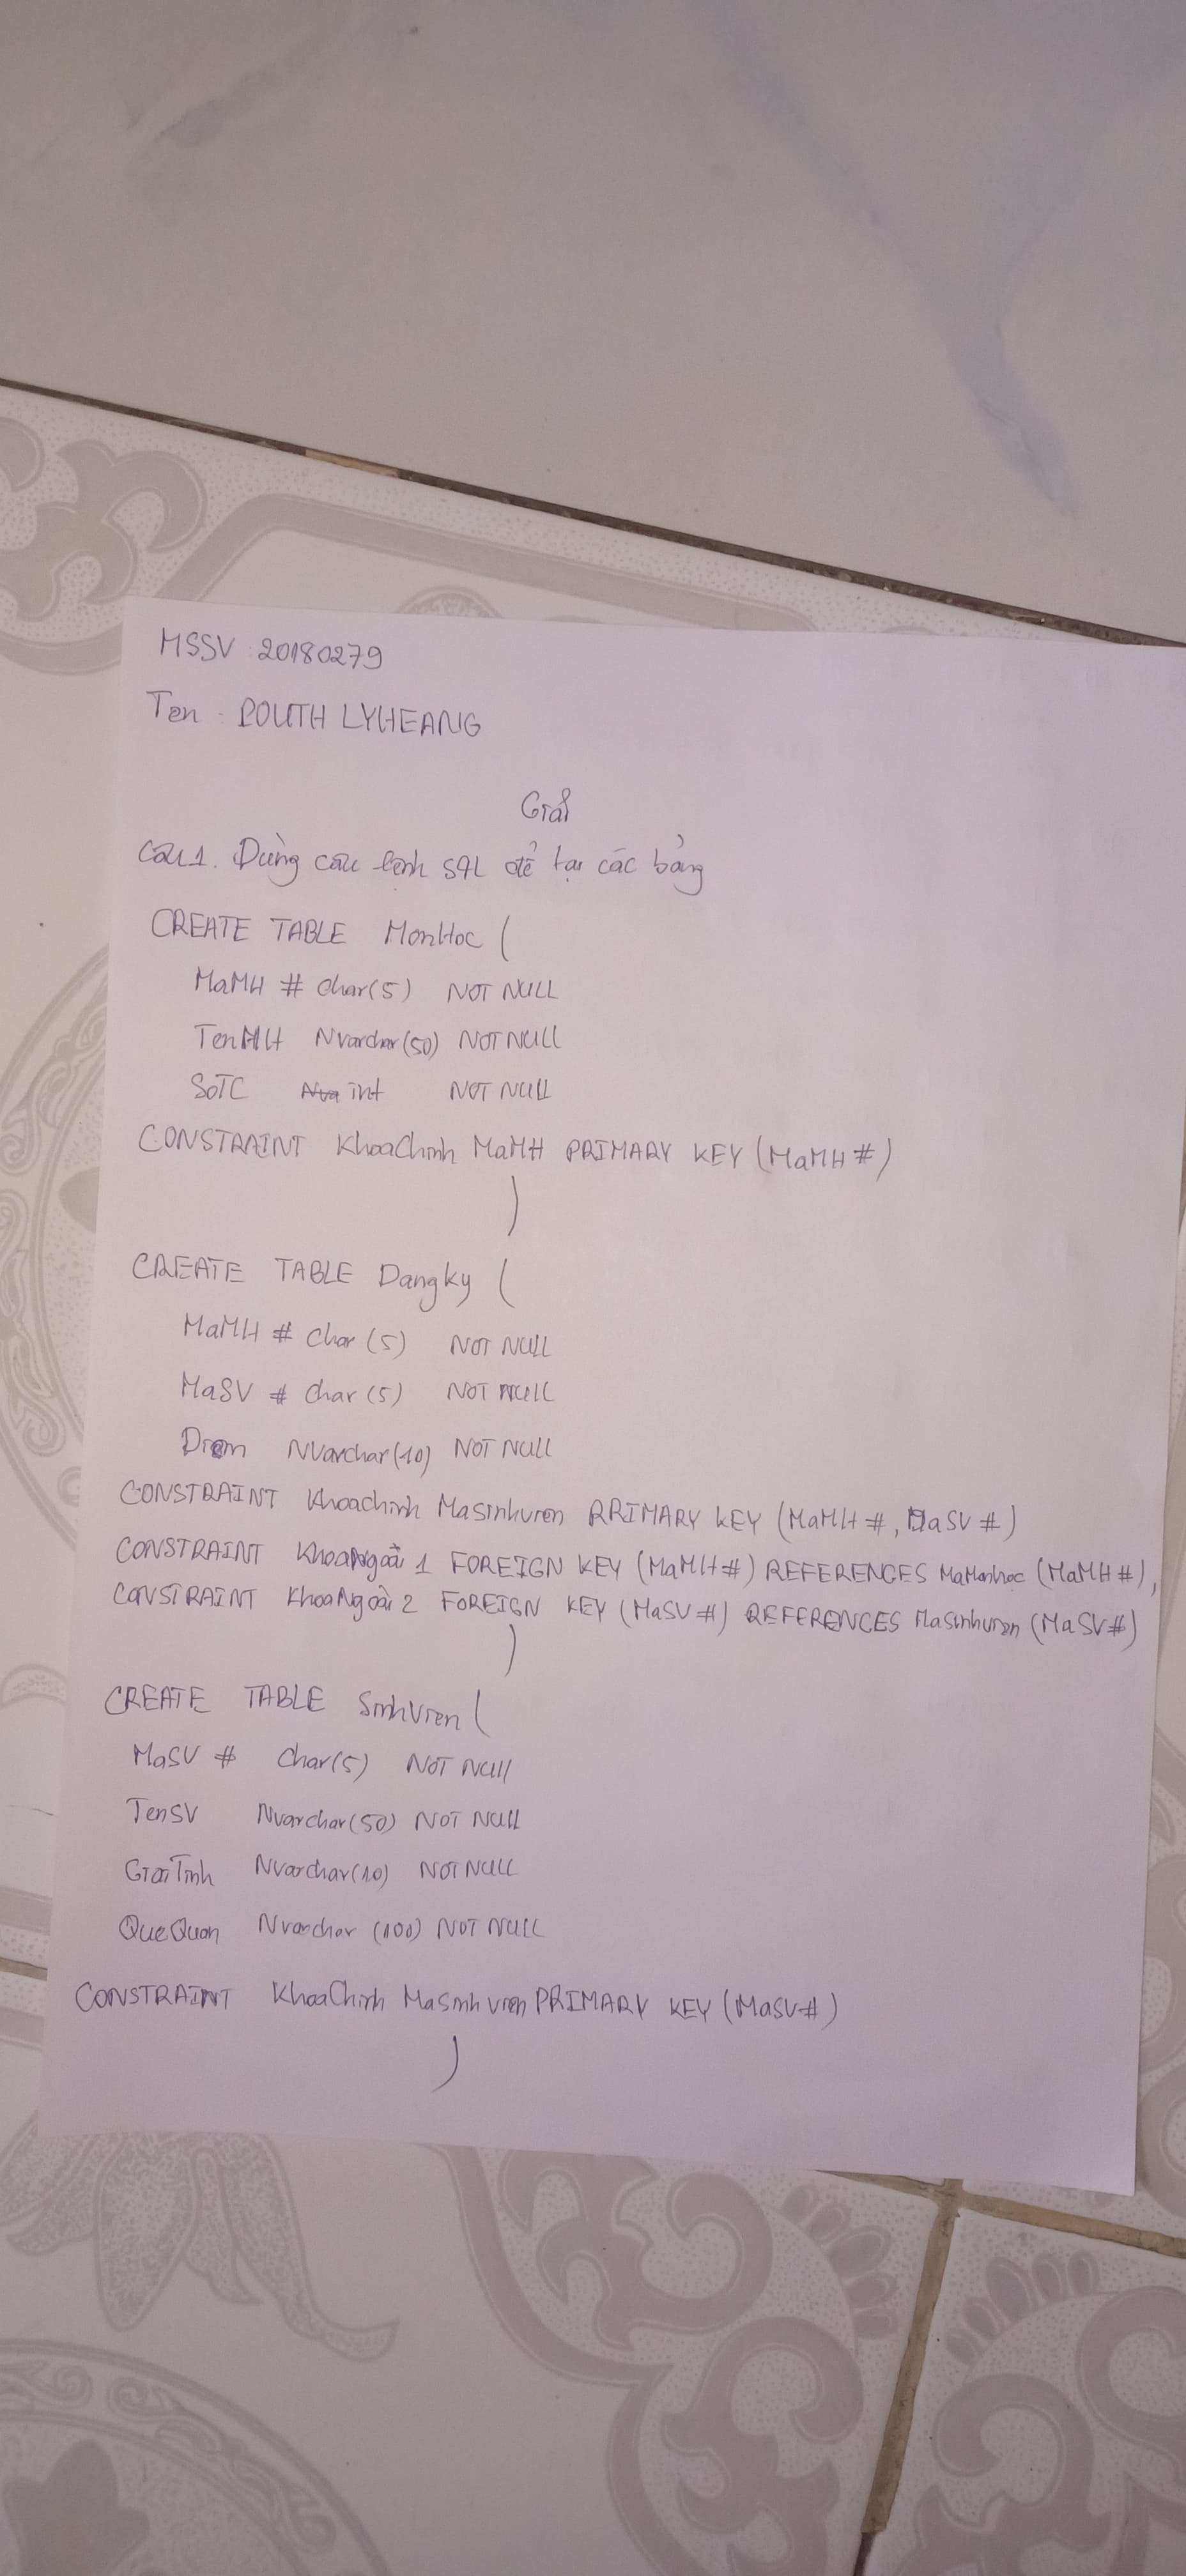 MSSV : 20180279
Ten : ROUTH LYHEANG
Giải
Câu 1. Dùng câu lệnh SQL để tạo các bảng
CREATE TABLE MonHoc (
MaMH # char(5) NOT NULL
TenMH Nvarchar(50) NOT NULL
SoTC int NOT NULL
CONSTRAINT KhoaChinh MaMH PRIMARY KEY (MaMH #)
)
CREATE TABLE Dangky (
MaMH # char (5) NOT NULL
MaSV # char (5) NOT NULL
Diem NVarchar(10) NOT NULL
CONSTRAINT Khoachinh Masinhvien PRIMARY KEY (MaMH #, MaSV #)
CONSTRAINT KhoaNgoài 1 FOREIGN KEY (MaMH #) REFERENCES MaMonhoc (MaMH #),
CONSTRAINT KhoaNgoài 2 FOREIGN KEY (MaSV #) REFERENCES Masinhvien (MaSV #)
)
CREATE TABLE SinhVien (
MaSV # Char(5) NOT NULL
TenSV Nvarchar(50) NOT NULL
GioiTinh Nvarchar(10) NOT NULL
QueQuan Nvarchar (100) NOT NULL
CONSTRAINT KhoaChinh Masinhvien PRIMARY KEY (MaSV #)
)